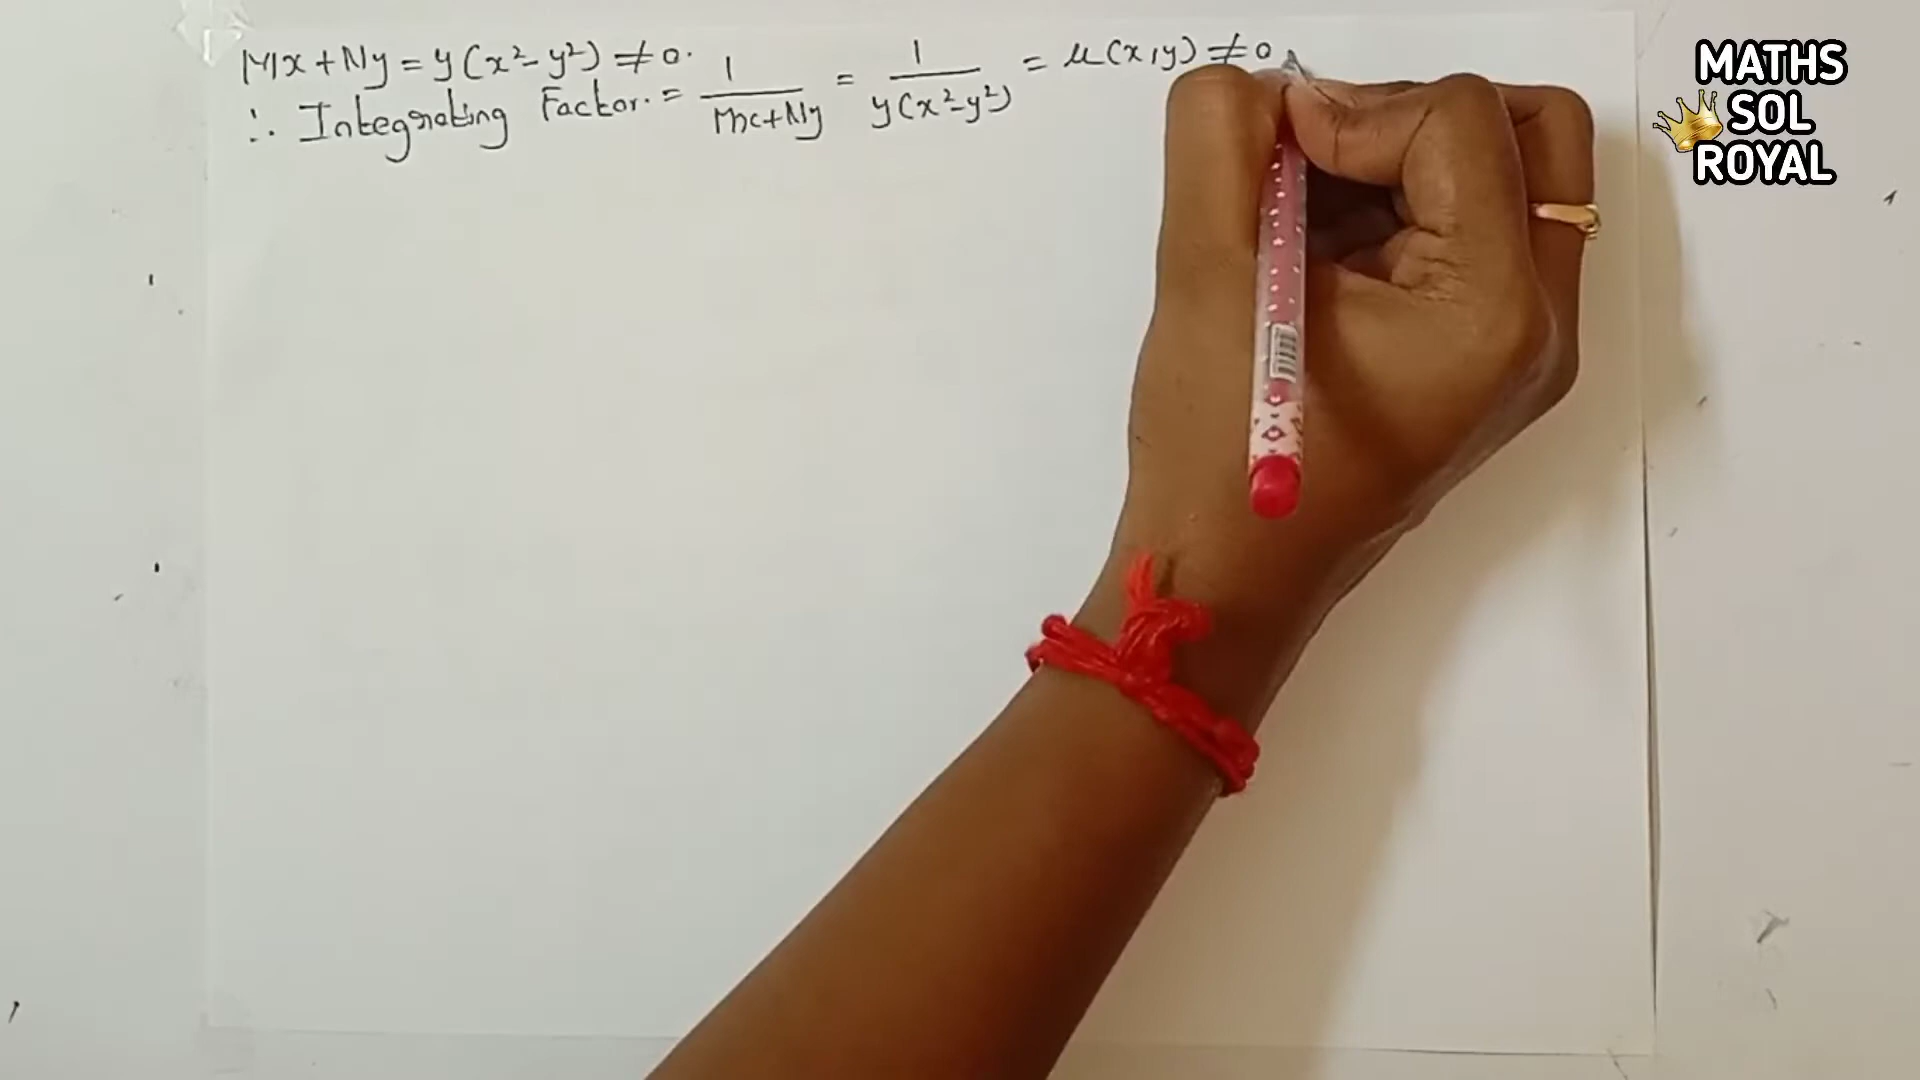 Mx + Ny = y(x² - y²) ≠ 0.
∴ Integrating Factor. = 1/(Mx+Ny) = 1/(y(x²-y²)) = μ(x,y) ≠ 0
MATHS
SOL
ROYAL